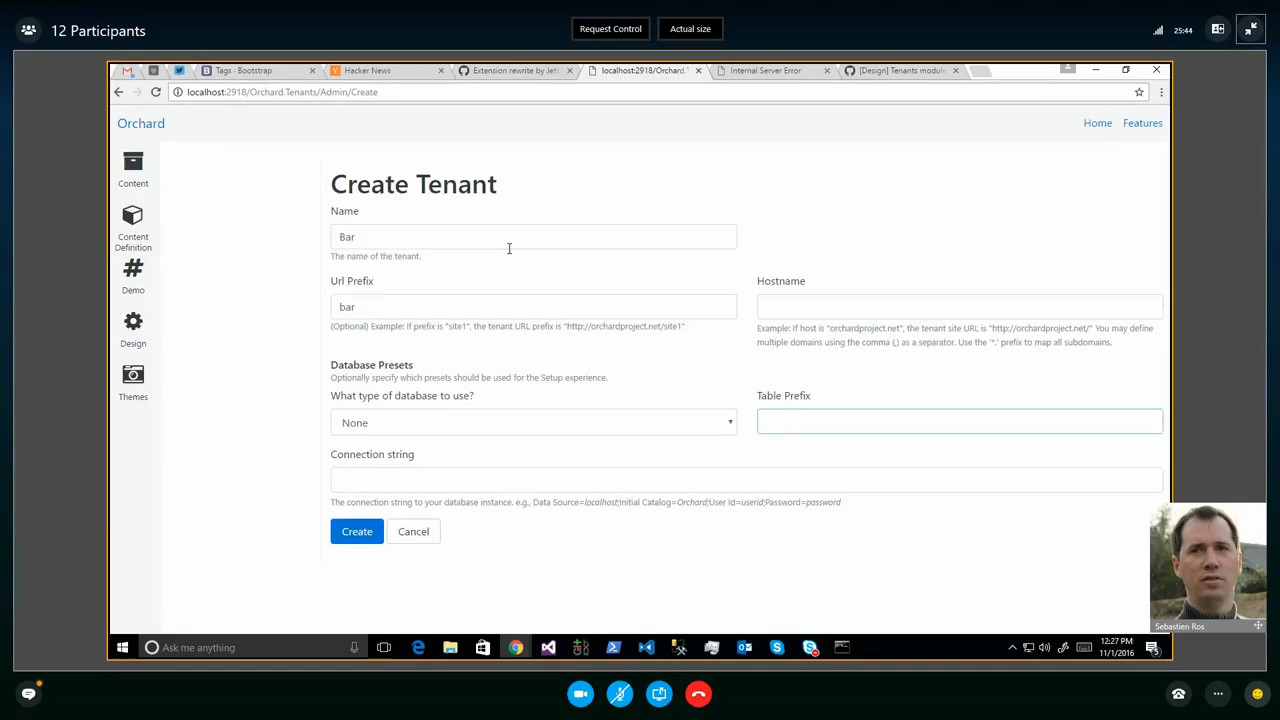 12 Participants
Request Control
Actual size
25:44
Tags · Bootstrap
Hacker News
Extension rewrite by Jets
localhost:2918/Orchard.T
Internal Server Error
[Design] Tenants module
localhost:2918/Orchard.Tenants/Admin/Create
Orchard
Home
Features
Content
Content
Definition
Demo
Design
Themes
Create Tenant
Name
Bar
The name of the tenant.
Url Prefix
bar
(Optional) Example: If prefix is "site1", the tenant URL prefix is "http://orchardproject.net/site1"
Hostname
Example: If host is "orchardproject.net", the tenant site URL is "http://orchardproject.net/" You may define
multiple domains using the comma (,) as a separator. Use the '*.' prefix to map all subdomains.
Database Presets
Optionally specify which presets should be used for the Setup experience.
What type of database to use?
None
Table Prefix
Connection string
The connection string to your database instance. e.g., Data Source=localhost;Initial Catalog=Orchard;User Id=userid;Password=password
Create
Cancel
Sebastien Ros
Ask me anything
12:27 PM
11/1/2016